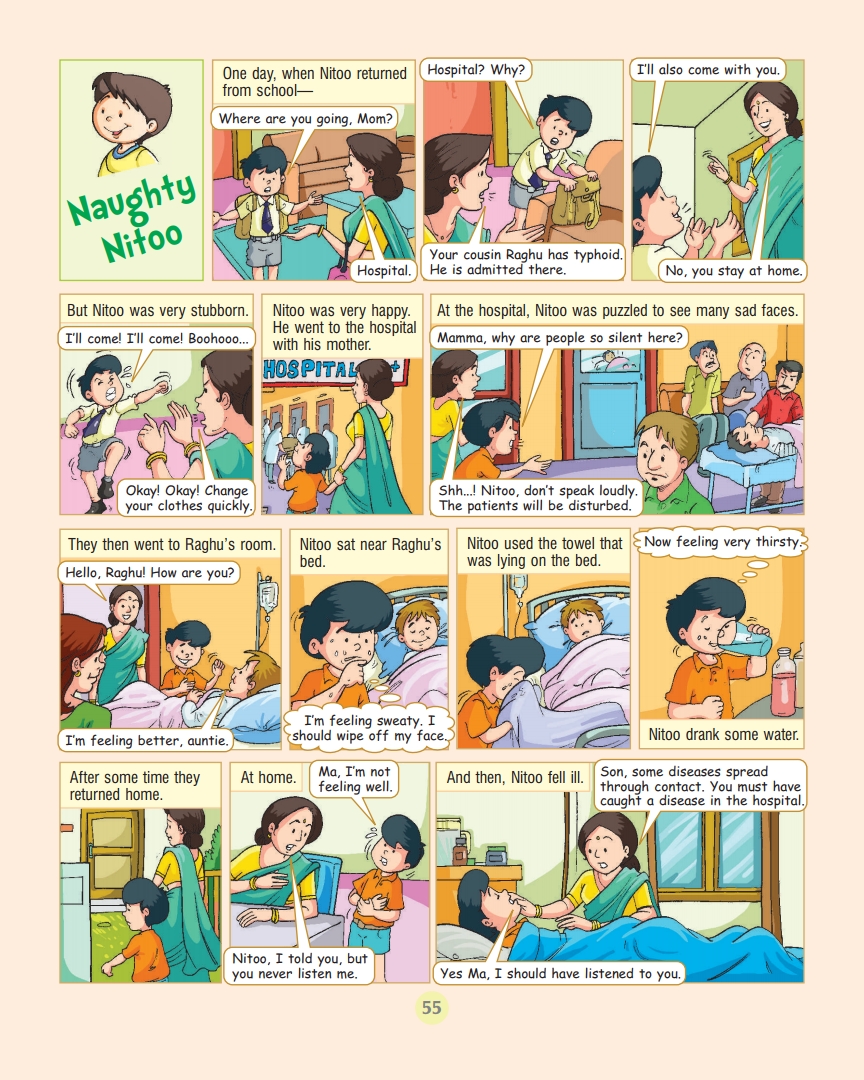 Naughty
Nitoo
One day, when Nitoo returned
from school—
Where are you going, Mom?
Hospital.
Hospital? Why?
Your cousin Raghu has typhoid.
He is admitted there.
I'll also come with you.
No, you stay at home.
But Nitoo was very stubborn.
I'll come! I'll come! Boohooo...
Okay! Okay! Change
your clothes quickly.
Nitoo was very happy.
He went to the hospital
with his mother.
HOSPITAL
At the hospital, Nitoo was puzzled to see many sad faces.
Mamma, why are people so silent here?
Shh...! Nitoo, don't speak loudly.
The patients will be disturbed.
They then went to Raghu's room.
Hello, Raghu! How are you?
I'm feeling better, auntie.
Nitoo sat near Raghu's
bed.
I'm feeling sweaty. I
should wipe off my face.
Nitoo used the towel that
was lying on the bed.
Now feeling very thirsty.
Nitoo drank some water.
After some time they
returned home.
At home.
Ma, I'm not
feeling well.
Nitoo, I told you, but
you never listen me.
And then, Nitoo fell ill.
Son, some diseases spread
through contact. You must have
caught a disease in the hospital.
Yes Ma, I should have listened to you.
55